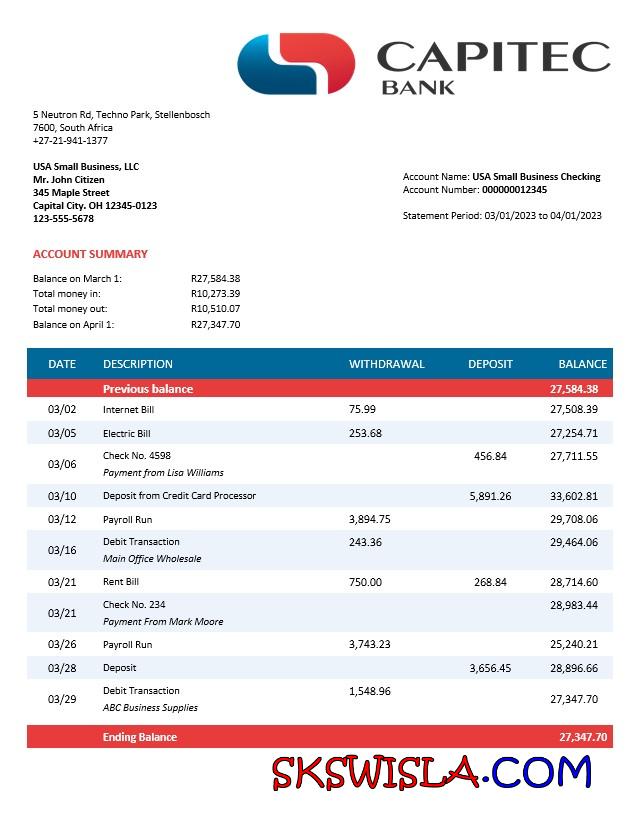 CAPITEC
BANK
5 Neutron Rd, Techno Park, Stellenbosch
7600, South Africa
+27-21-941-1377
USA Small Business, LLC
Mr. John Citizen
345 Maple Street
Capital City. OH 12345-0123
123-555-5678
Account Name: USA Small Business Checking
Account Number: 000000012345
Statement Period: 03/01/2023 to 04/01/2023
ACCOUNT SUMMARY
Balance on March 1: R27,584.38
Total money in: R10,273.39
Total money out: R10,510.07
Balance on April 1: R27,347.70
DATE DESCRIPTION WITHDRAWAL DEPOSIT BALANCE
Previous balance 27,584.38
03/02 Internet Bill 75.99 27,508.39
03/05 Electric Bill 253.68 27,254.71
03/06 Check No. 4598 456.84 27,711.55
Payment from Lisa Williams
03/10 Deposit from Credit Card Processor 5,891.26 33,602.81
03/12 Payroll Run 3,894.75 29,708.06
03/16 Debit Transaction 243.36 29,464.06
Main Office Wholesale
03/21 Rent Bill 750.00 268.84 28,714.60
03/21 Check No. 234 28,983.44
Payment From Mark Moore
03/26 Payroll Run 3,743.23 25,240.21
03/28 Deposit 3,656.45 28,896.66
03/29 Debit Transaction 1,548.96 27,347.70
ABC Business Supplies
Ending Balance 27,347.70
SKSWISLA.COM